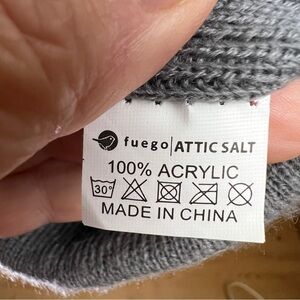 fuego | ATTIC SALT
100% ACRYLIC
30°
MADE IN CHINA